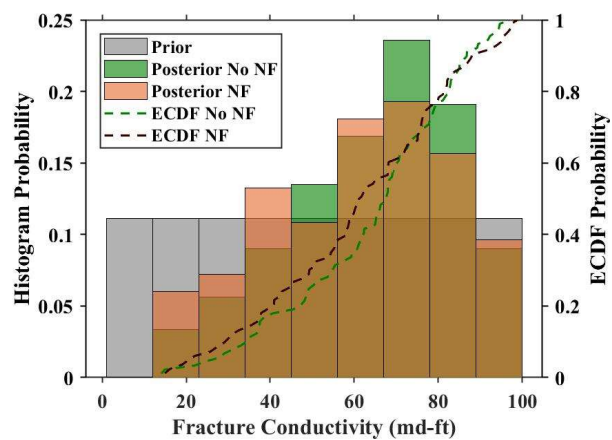 0.25
0.2
0.15
0.1
0.05
0
Histogram Probability
Prior
Posterior No NF
Posterior NF
ECDF No NF
ECDF NF
1
0.8
0.6
0.4
0.2
0
ECDF Probability
0 20 40 60 80 100
Fracture Conductivity (md-ft)